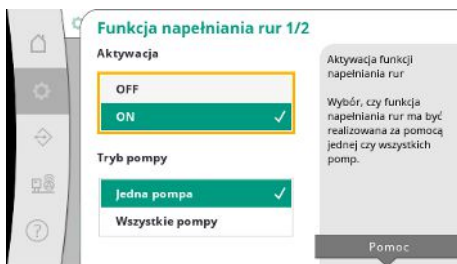 Funkcja napełniania rur 1/2
Aktywacja
OFF
ON
Tryb pompy
Jedna pompa
Wszystkie pompy
Aktywacja funkcji
napełniania rur
Wybór, czy funkcja
napełniania rur ma być
realizowana za pomocą
jednej czy wszystkich
pomp.
Pomoc